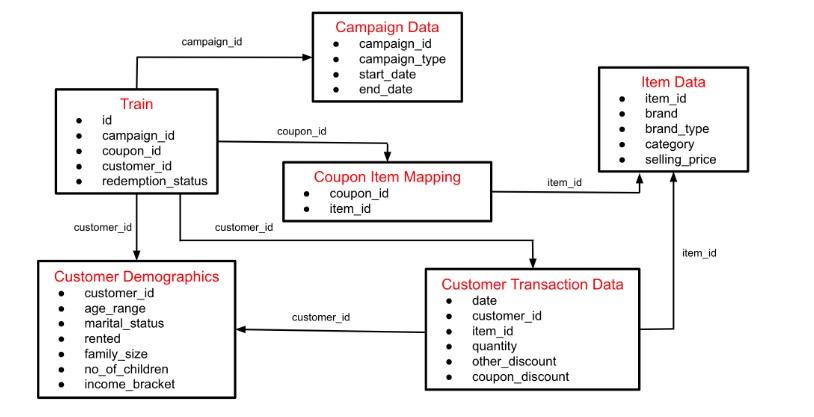 Campaign Data
• campaign_id
• campaign_type
• start_date
• end_date
campaign_id
Item Data
• item_id
• brand
• brand_type
• category
• selling_price
Train
• id
• campaign_id
• coupon_id
• customer_id
• redemption_status
coupon_id
Coupon Item Mapping
• coupon_id
• item_id
item_id
customer_id
customer_id
item_id
Customer Demographics
• customer_id
• age_range
• marital_status
• rented
• family_size
• no_of_children
• income_bracket
customer_id
Customer Transaction Data
• date
• customer_id
• item_id
• quantity
• other_discount
• coupon_discount